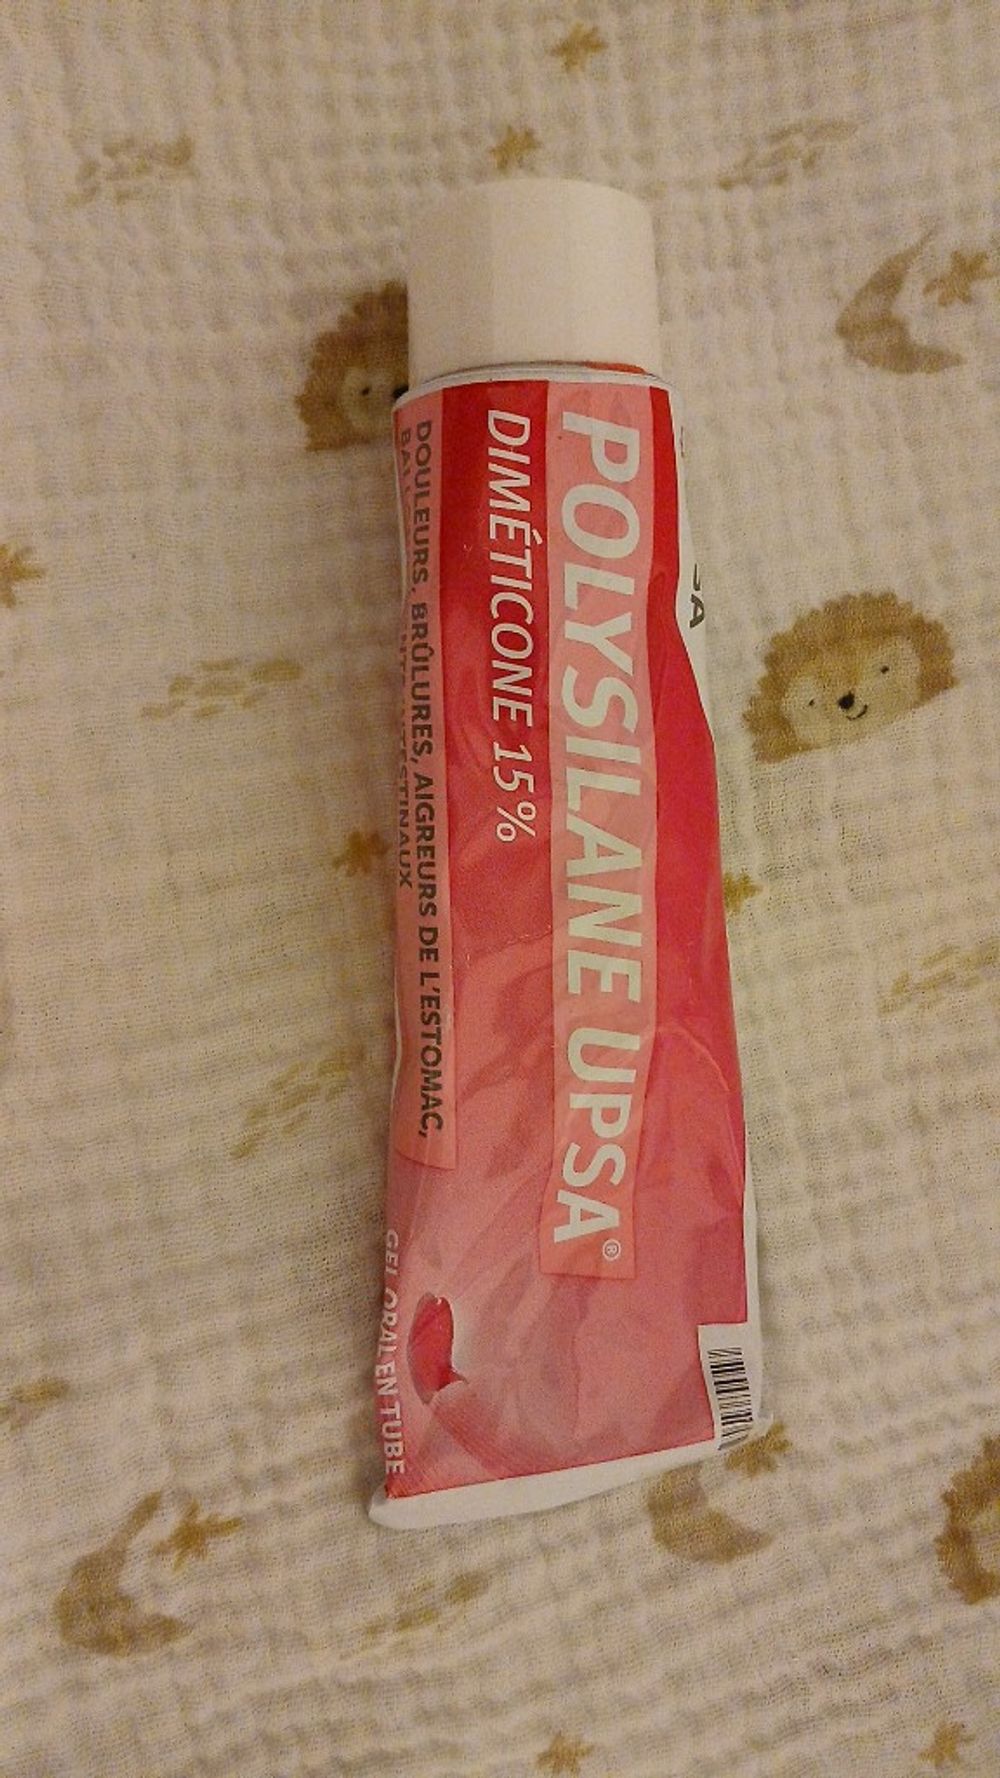 POLYSILANE UPSA®
DIMÉTICONE 15%
DOULEURS, BRÛLURES, AIGREURS DE L'ESTOMAC,
GEL ORAL EN TUBE